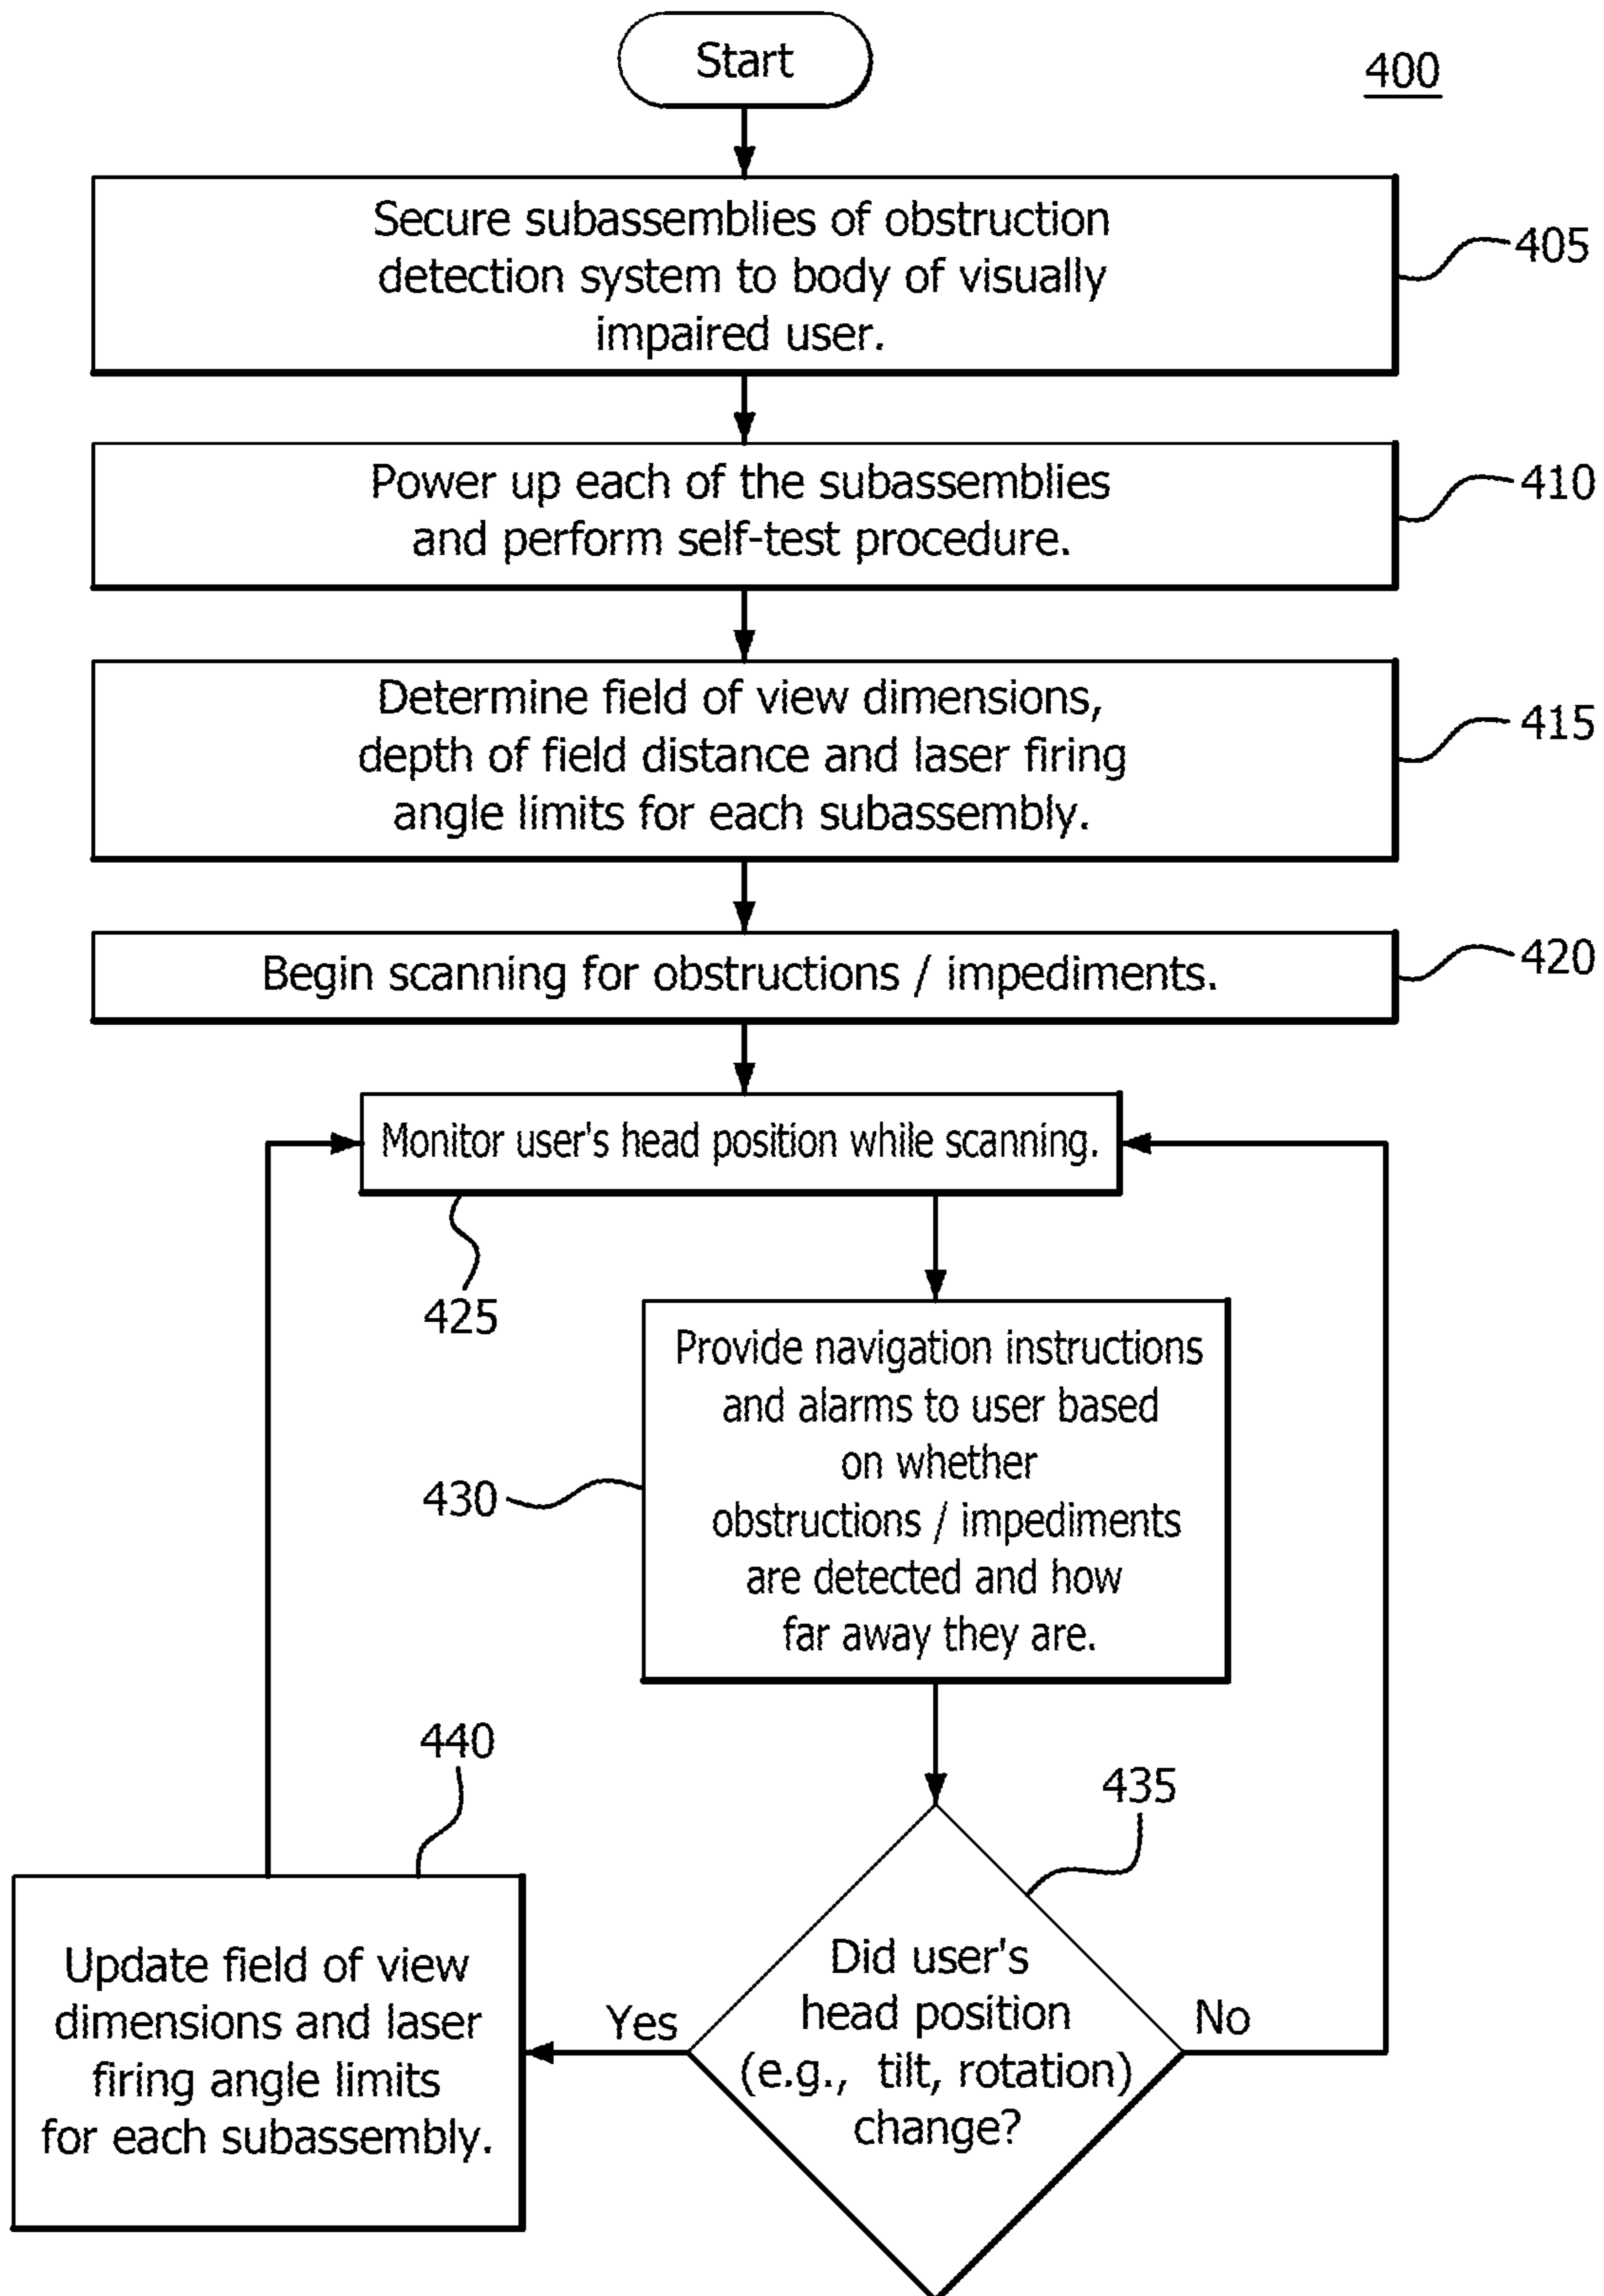 Start
400
Secure subassemblies of obstruction
detection system to body of visually
impaired user.
405
Power up each of the subassemblies
and perform self-test procedure.
410
Determine field of view dimensions,
depth of field distance and laser firing
angle limits for each subassembly.
415
Begin scanning for obstructions / impediments.
420
Monitor user's head position while scanning.
425
Provide navigation instructions
and alarms to user based
on whether
obstructions / impediments
are detected and how
far away they are.
430
435
Did user's
head position
(e.g., tilt, rotation)
change?
Yes
No
440
Update field of view
dimensions and laser
firing angle limits
for each subassembly.